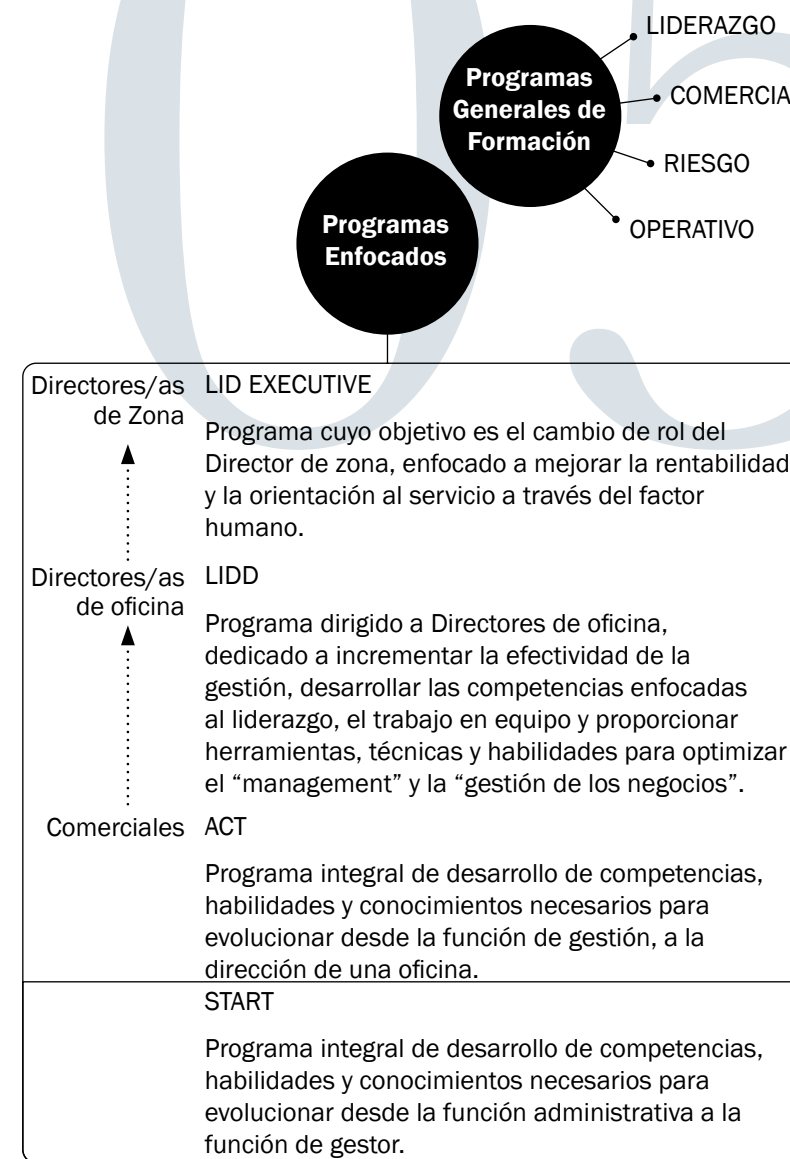 LIDERAZGO
Programas
Generales de
Formación
COMERCIA
RIESGO
OPERATIVO
Programas
Enfocados
Directores/as
de Zona
LID EXECUTIVE
Programa cuyo objetivo es el cambio de rol del
Director de zona, enfocado a mejorar la rentabilidad
y la orientación al servicio a través del factor
humano.
Directores/as
de oficina
LIDD
Programa dirigido a Directores de oficina,
dedicado a incrementar la efectividad de la
gestión, desarrollar las competencias enfocadas
al liderazgo, el trabajo en equipo y proporcionar
herramientas, técnicas y habilidades para optimizar
el “management” y la “gestión de los negocios”.
Comerciales
ACT
Programa integral de desarrollo de competencias,
habilidades y conocimientos necesarios para
evolucionar desde la función de gestión, a la
dirección de una oficina.
START
Programa integral de desarrollo de competencias,
habilidades y conocimientos necesarios para
evolucionar desde la función administrativa a la
función de gestor.
05